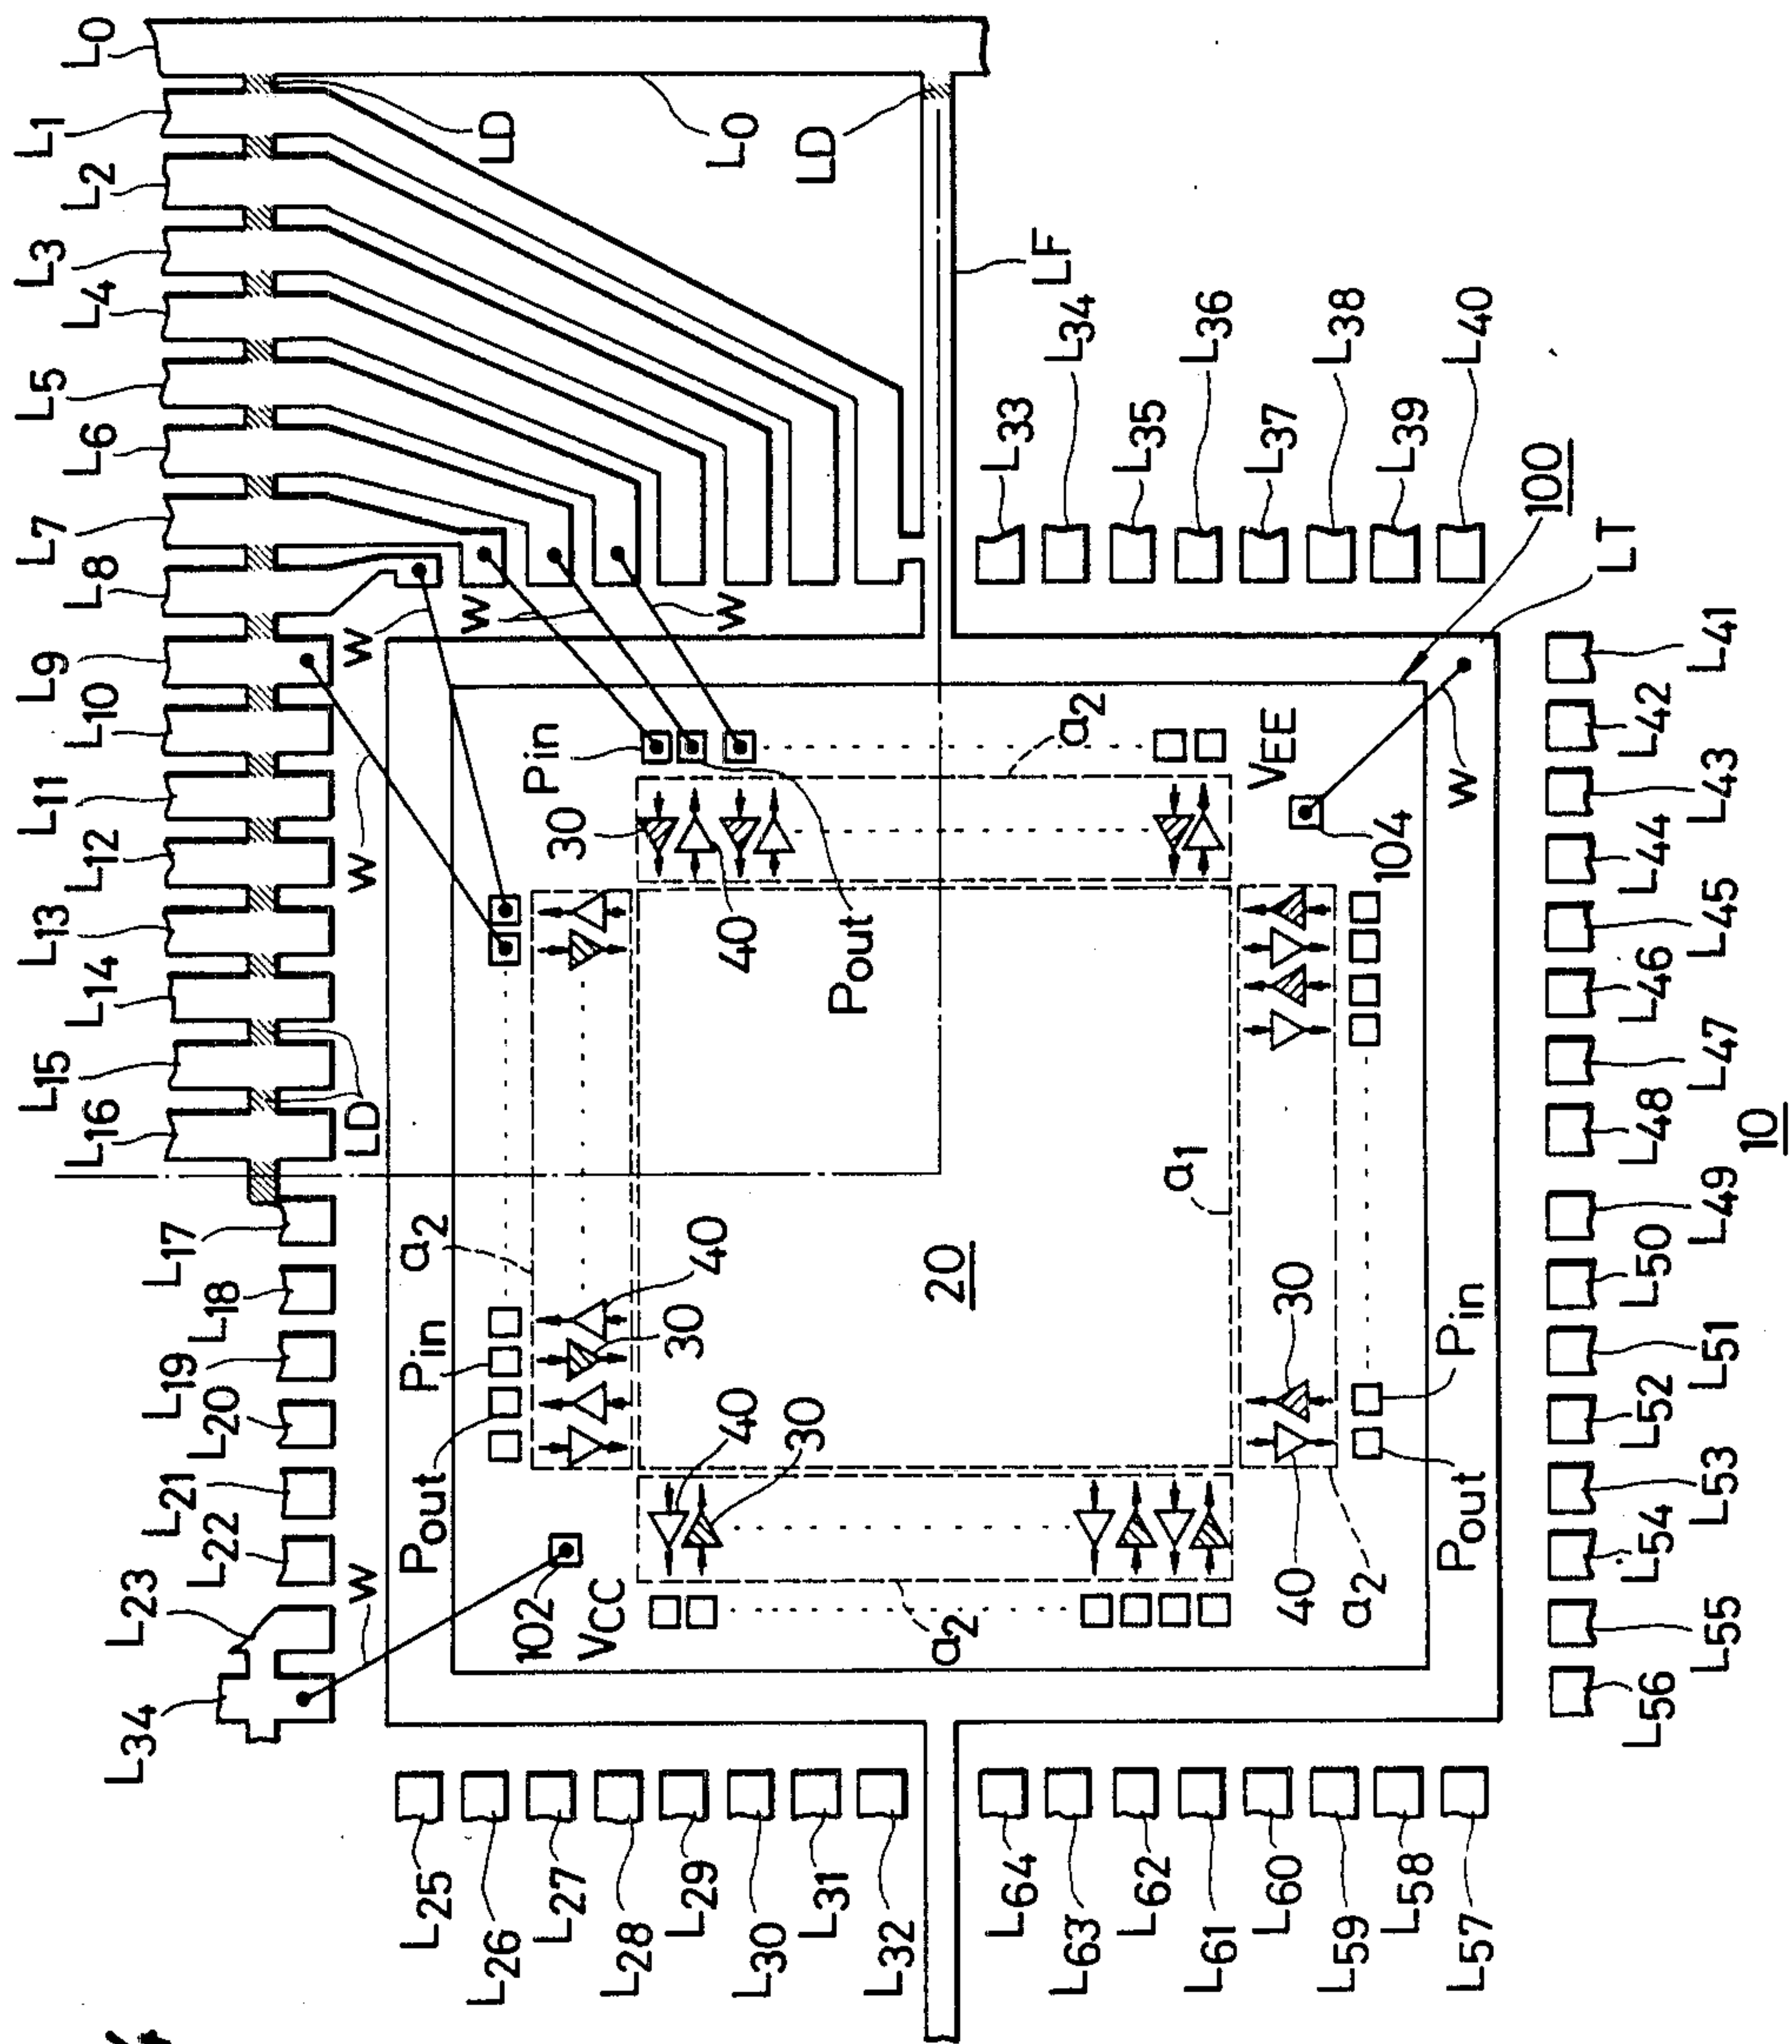 L0
L1
L2
L3
L4
L5
L6
L7
L8
L9
L10
L11
L12
L13
L14
L15
L16
L17
L18
L19
L20
L21
L22
L23
L34
LD
L0
LD
LF
LD
W
W
W
W
W
L33
L34
L35
L36
L37
L38
L39
L40
100
LT
Pin
30
40
Pout
a2
VEE
104
W
a2
Pin
Pout
40
30
20
a1
102
VCC
40
30
a2
30
40
a2
Pin
Pout
L41
L42
L43
L44
L45
L46
L47
L48
L49
L50
L51
L52
L53
L54
L55
L56
10
L25
L26
L27
L28
L29
L30
L31
L32
L64
L63
L62
L61
L60
L59
L58
L57